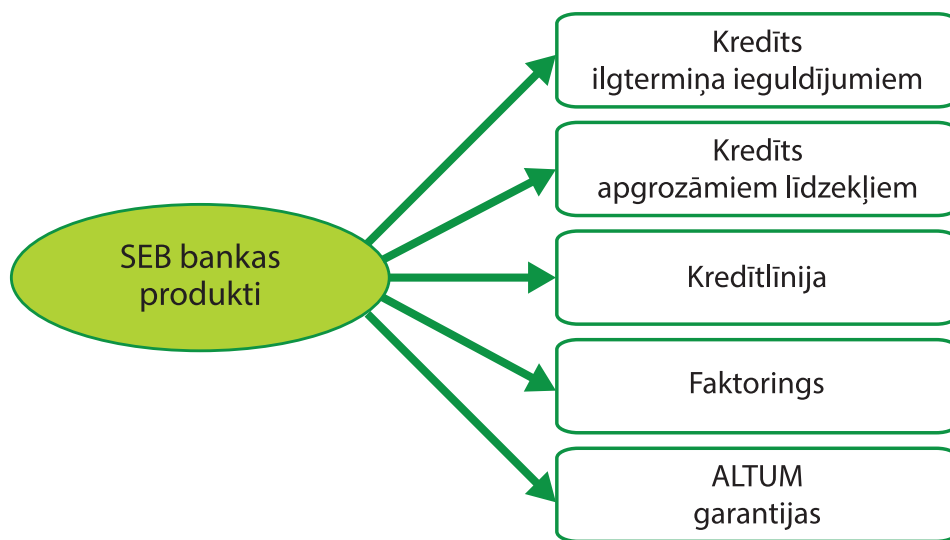 SEB bankas
produkti
Kredīts
ilgtermiņa ieguldījumiem
Kredīts
apgrozāmiem līdzekļiem
Kredītlīnija
Faktorings
ALTUM
garantijas